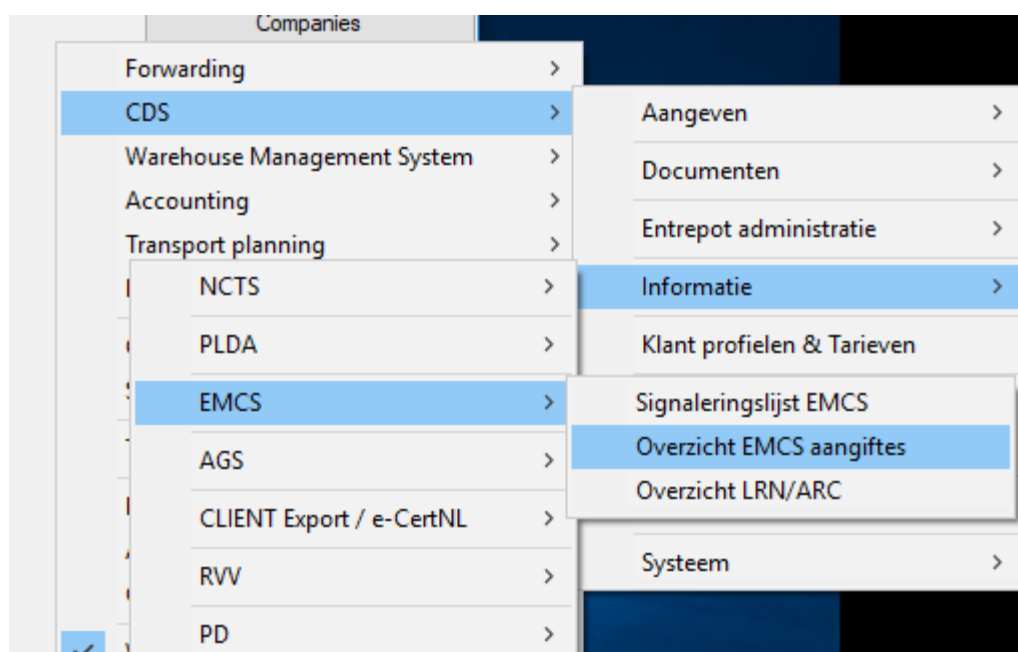 Companies
Forwarding
CDS
Warehouse Management System
Accounting
Transport planning
Aangeven
Documenten
Entrepot administratie
Informatie
Klant profielen & Tarieven
Systeem
NCTS
PLDA
EMCS
AGS
CLIENT Export / e-CertNL
RVV
PD
Signaleringslijst EMCS
Overzicht EMCS aangiftes
Overzicht LRN/ARC